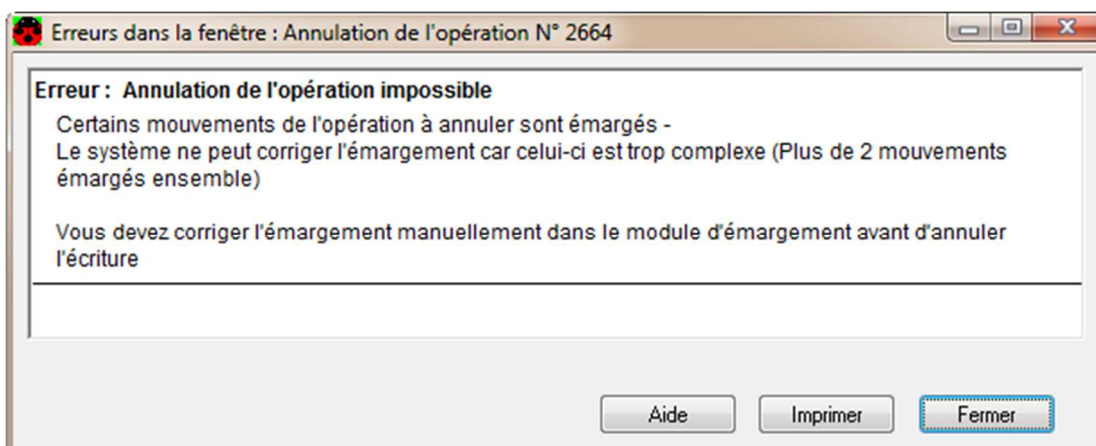 Erreurs dans la fenêtre : Annulation de l'opération N° 2664
Erreur : Annulation de l'opération impossible
Certains mouvements de l'opération à annuler sont émargés -
Le système ne peut corriger l'émargement car celui-ci est trop complexe (Plus de 2 mouvements
émargés ensemble)
Vous devez corriger l'émargement manuellement dans le module d'émargement avant d'annuler
l'écriture
Aide Imprimer Fermer